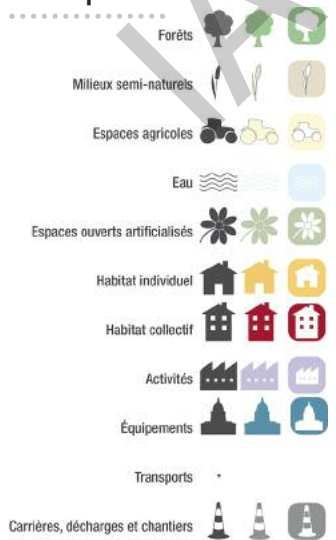 Forêts
Milieux semi-naturels
Espaces agricoles
Eau
Espaces ouverts artificialisés
Habitat individuel
Habitat collectif
Activités
Équipements
Transports
Carrières, décharges et chantiers